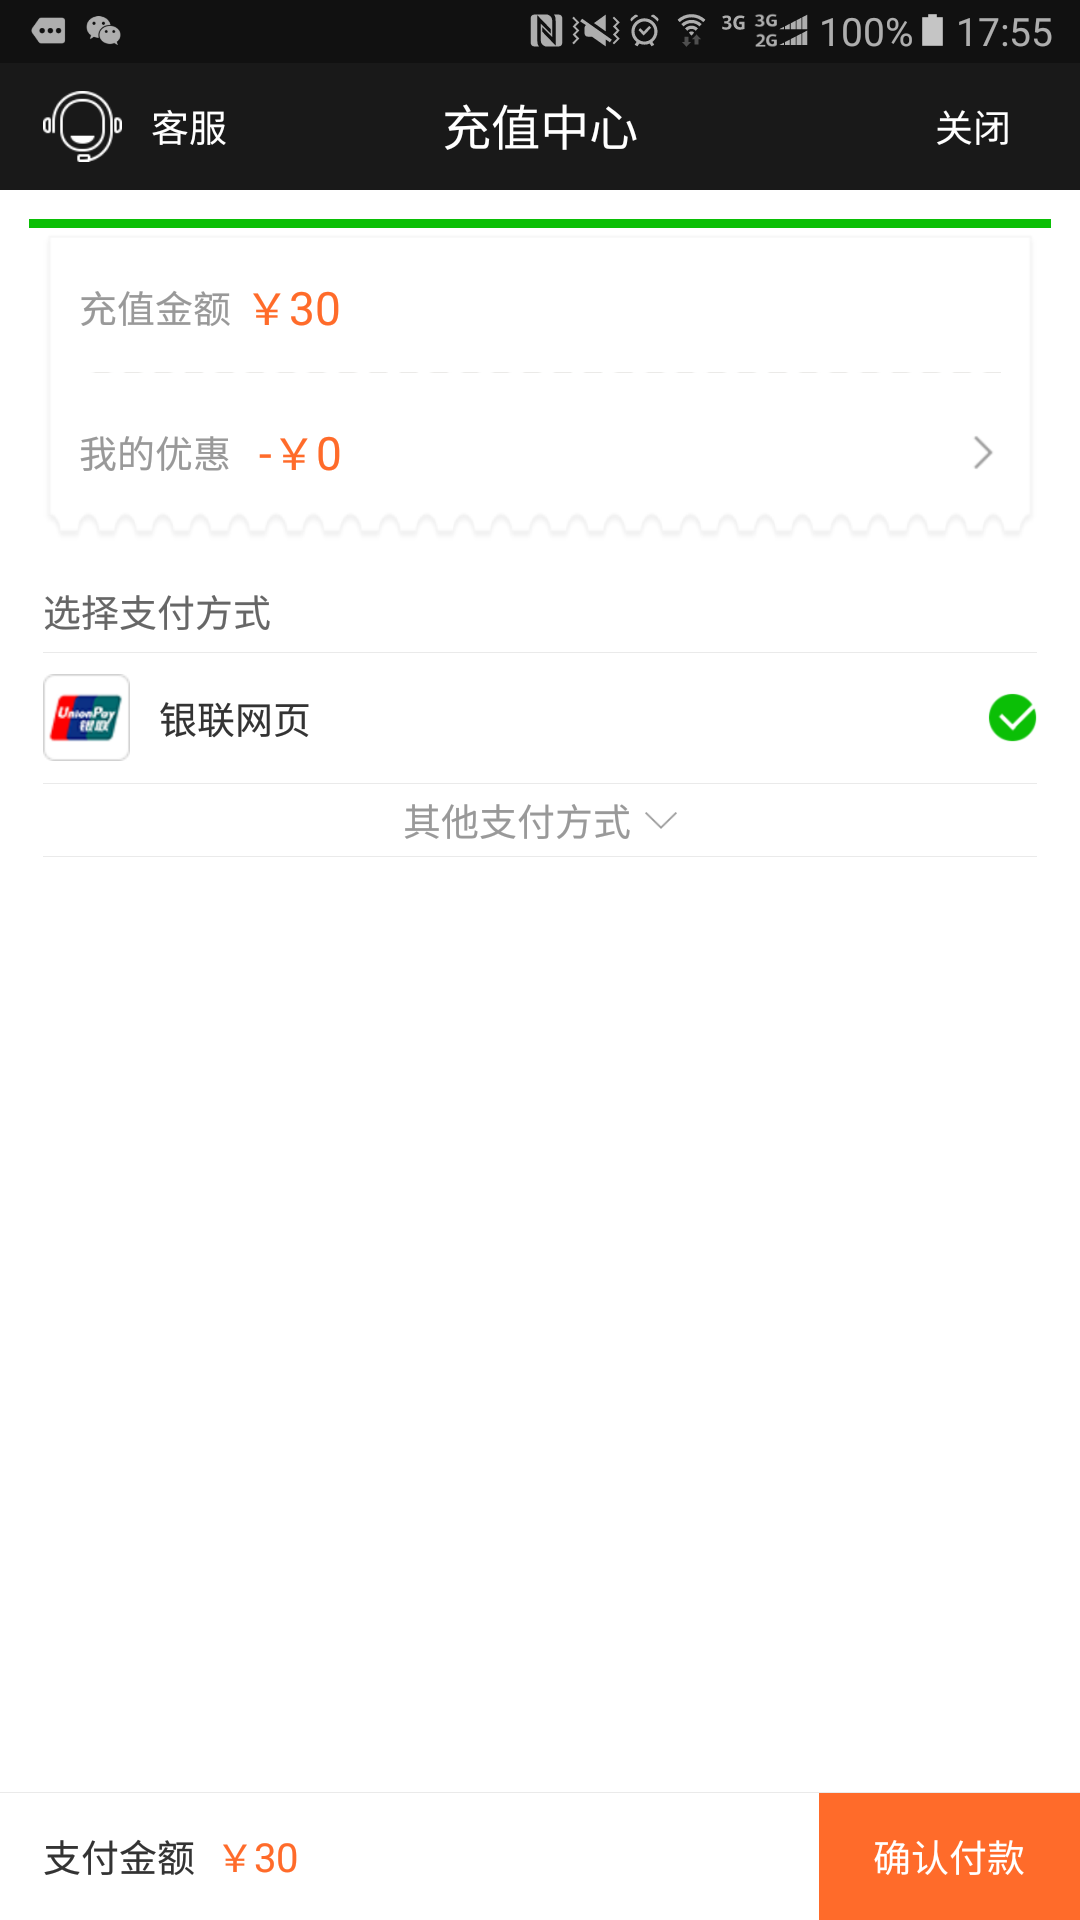 3G 3G 2G 100% 17:55
客服 充值中心 关闭
充值金额 ￥30
我的优惠 -￥0
选择支付方式
UnionPay 银联 银联网页
其他支付方式
支付金额 ￥30 确认付款